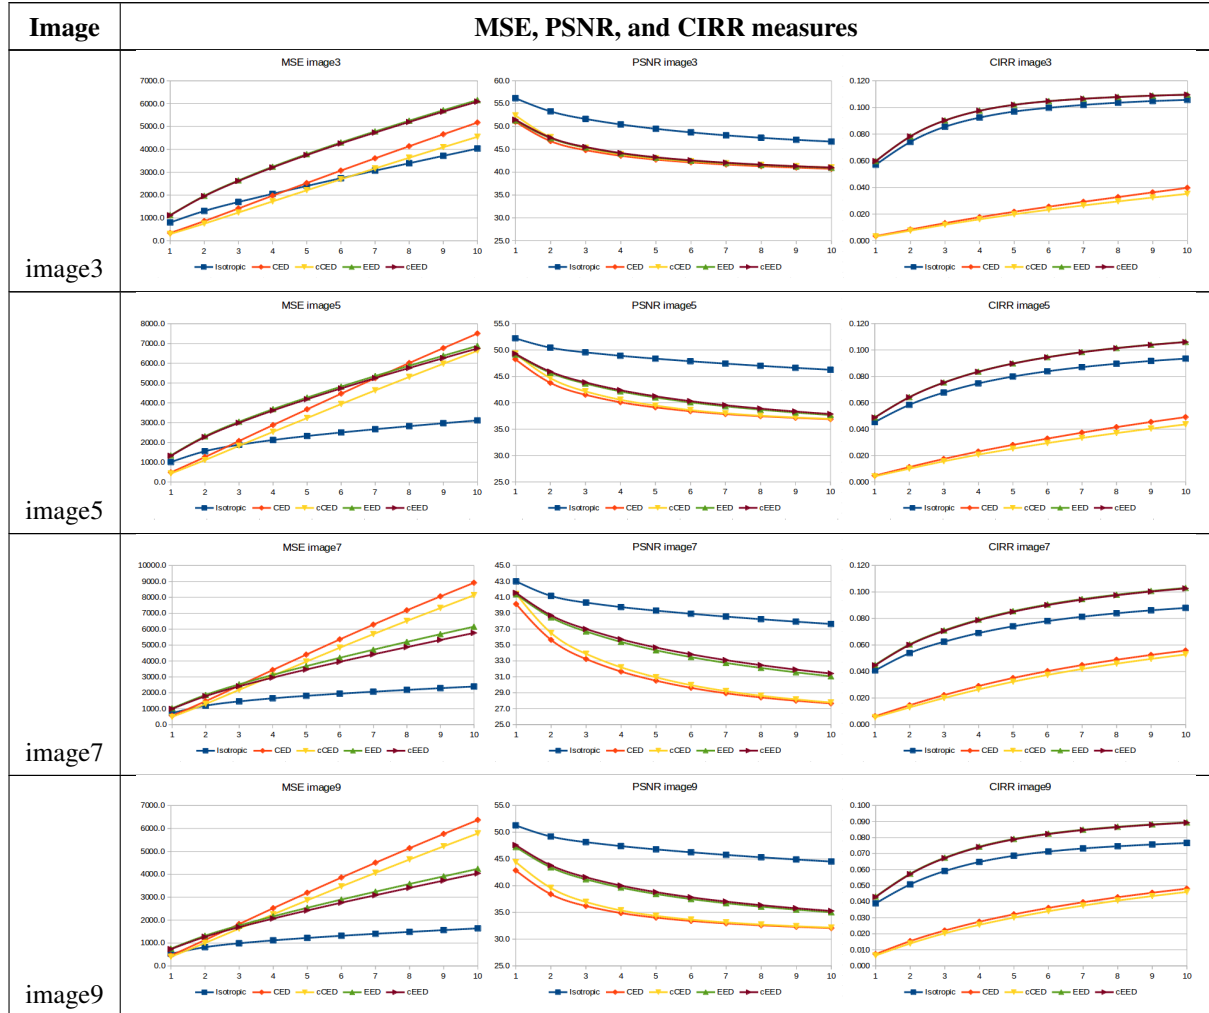 Image
MSE, PSNR, and CIRR measures
image3
MSE image3
7000.0
6000.0
5000.0
4000.0
3000.0
2000.0
1000.0
0.0
1 2 3 4 5 6 7 8 9 10
Isotropic CED cCED EED cEED
PSNR image3
60.0
55.0
50.0
45.0
40.0
35.0
30.0
25.0
1 2 3 4 5 6 7 8 9 10
Isotropic CED cCED EED cEED
CIRR image3
0.120
0.100
0.080
0.060
0.040
0.020
0.000
1 2 3 4 5 6 7 8 9 10
Isotropic CED cCED EED cEED
image5
MSE image5
8000.0
7000.0
6000.0
5000.0
4000.0
3000.0
2000.0
1000.0
0.0
1 2 3 4 5 6 7 8 9 10
Isotropic CED cCED EED cEED
PSNR image5
55.0
50.0
45.0
40.0
35.0
30.0
25.0
1 2 3 4 5 6 7 8 9 10
Isotropic CED cCED EED cEED
CIRR image5
0.120
0.100
0.080
0.060
0.040
0.020
0.000
1 2 3 4 5 6 7 8 9 10
Isotropic CED cCED EED cEED
image7
MSE image7
10000.0
9000.0
8000.0
7000.0
6000.0
5000.0
4000.0
3000.0
2000.0
1000.0
0.0
1 2 3 4 5 6 7 8 9 10
Isotropic CED cCED EED cEED
PSNR image7
45.0
43.0
41.0
39.0
37.0
35.0
33.0
31.0
29.0
27.0
25.0
1 2 3 4 5 6 7 8 9 10
Isotropic CED cCED EED cEED
CIRR image7
0.120
0.100
0.080
0.060
0.040
0.020
0.000
1 2 3 4 5 6 7 8 9 10
Isotropic CED cCED EED cEED
image9
MSE image9
7000.0
6000.0
5000.0
4000.0
3000.0
2000.0
1000.0
0.0
1 2 3 4 5 6 7 8 9 10
Isotropic CED cCED EED cEED
PSNR image9
55.0
50.0
45.0
40.0
35.0
30.0
25.0
1 2 3 4 5 6 7 8 9 10
Isotropic CED cCED EED cEED
CIRR image9
0.100
0.090
0.080
0.070
0.060
0.050
0.040
0.030
0.020
0.010
0.000
1 2 3 4 5 6 7 8 9 10
Isotropic CED cCED EED cEED